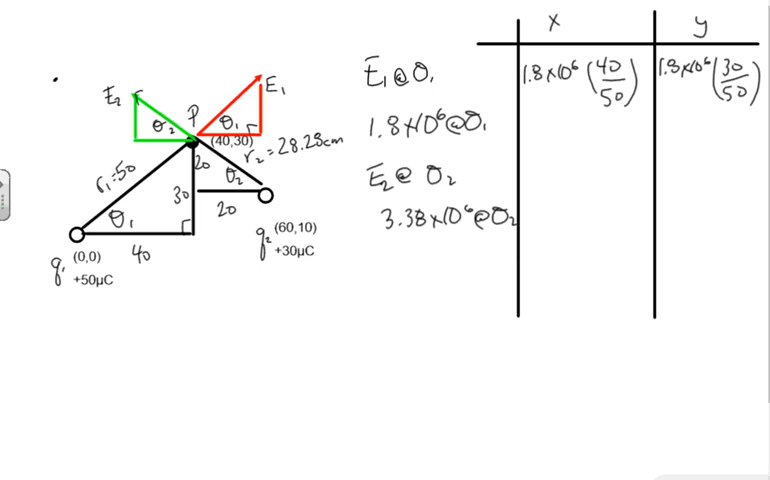 x y
E₂ E₁
P
θ₂ θ₁
(40,30)
r₂=28.28cm
r₁=50
20
θ₂
30
20
θ₁
40
q₁
(0,0)
+50µC
q₂
(60,10)
+30µC
E₁@θ₁
1.8×10⁶@θ₁
E₂@ θ₂
3.38×10⁶@θ₂
1.8×10⁶(40/50)
1.8×10⁶(30/50)